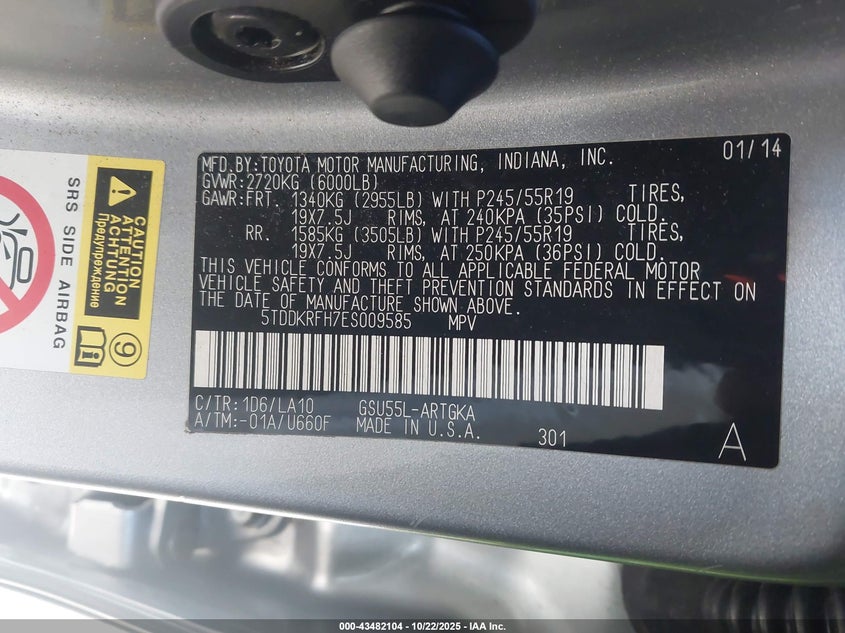 MFD.BY:TOYOTA MOTOR MANUFACTURING, INDIANA, INC. 01/14
GVWR:2720KG (6000LB)
GAWR:FRT. 1340KG (2955LB) WITH P245/55R19 TIRES,
19X7.5J RIMS, AT 240KPA (35PSI) COLD.
RR. 1585KG (3505LB) WITH P245/55R19 TIRES,
19X7.5J RIMS, AT 250KPA (36PSI) COLD.
THIS VEHICLE CONFORMS TO ALL APPLICABLE FEDERAL MOTOR
VEHICLE SAFETY AND THEFT PREVENTION STANDARDS IN EFFECT ON
THE DATE OF MANUFACTURE SHOWN ABOVE.
5TDDKRFH7ES009585 MPV
C/TR:1D6/LA10 GSU55L-ARTGKA
A/TM:-01A/U660F MADE IN U.S.A. 301 A
SRS SIDE AIRBAG
CAUTION
ATTENTION
ACHTUNG
Предупреждение
9
000-43482104 - 10/22/2025 - IAA Inc.